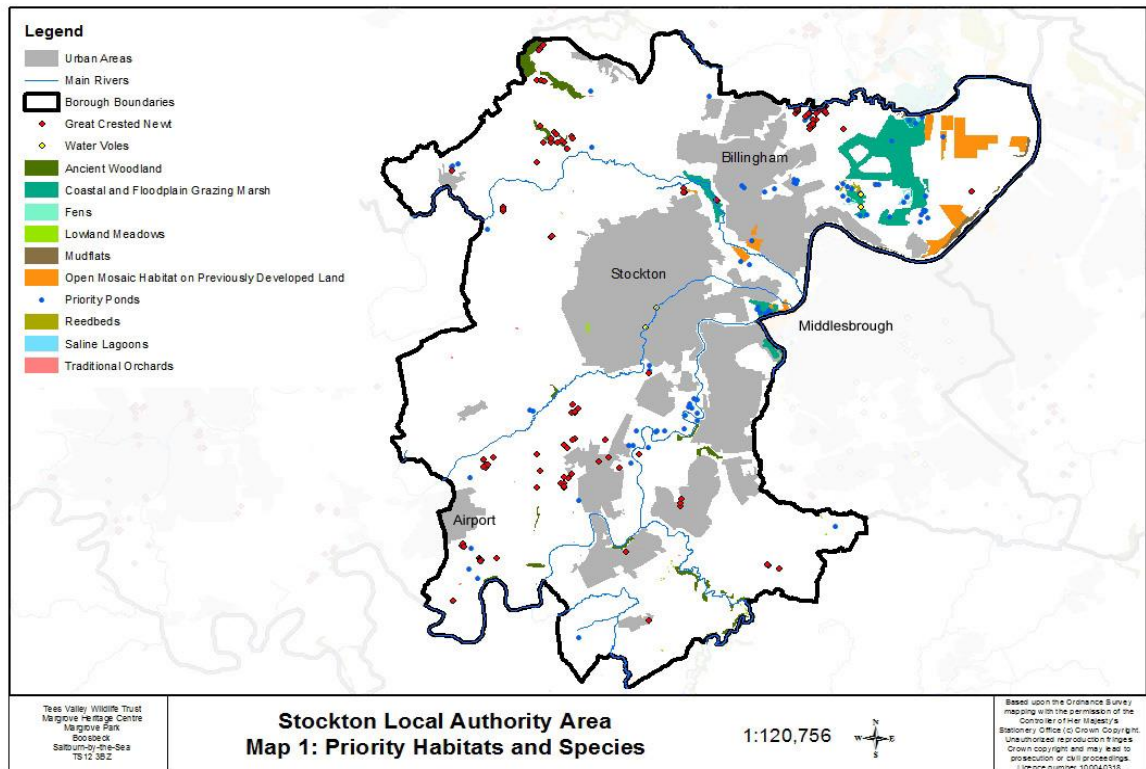 Legend
Urban Areas
Main Rivers
Borough Boundaries
Great Crested Newt
Water Voles
Ancient Woodland
Coastal and Floodplain Grazing Marsh
Fens
Lowland Meadows
Mudflats
Open Mosaic Habitat on Previously Developed Land
Priority Ponds
Reedbeds
Saline Lagoons
Traditional Orchards
Billingham
Stockton
Middlesbrough
Airport
Tees Valley Wildlife Trust
Margrove Heritage Centre
Margrove Park
Boosbeck
Saltburn-by-the-Sea
TS12 3BZ
Stockton Local Authority Area
Map 1: Priority Habitats and Species
1:120,756
N
W E
S
Based upon the Ordnance Survey
mapping with the permission of the
Controller of Her Majesty's
Stationery Office (c) Crown Copyright.
Unauthorized reproduction fringes
Crown copyright and may lead to
prosecution or civil proceedings.
Licence number 100040318